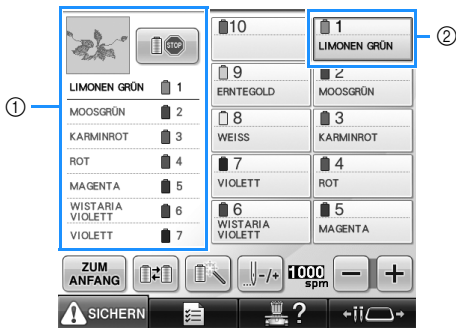 STOP
LIMONEN GRÜN 1
MOOSGRÜN 2
KARMINROT 3
ROT 4
MAGENTA 5
WISTARIA
VIOLETT 6
VIOLETT 7
10
1
LIMONEN GRÜN
9
ERNTEGOLD
2
MOOSGRÜN
8
WEISS
3
KARMINROT
7
VIOLETT
4
ROT
6
WISTARIA
VIOLETT
5
MAGENTA
①
②
ZUM
ANFANG
-/+
1000
spm
− +
SICHERN
?